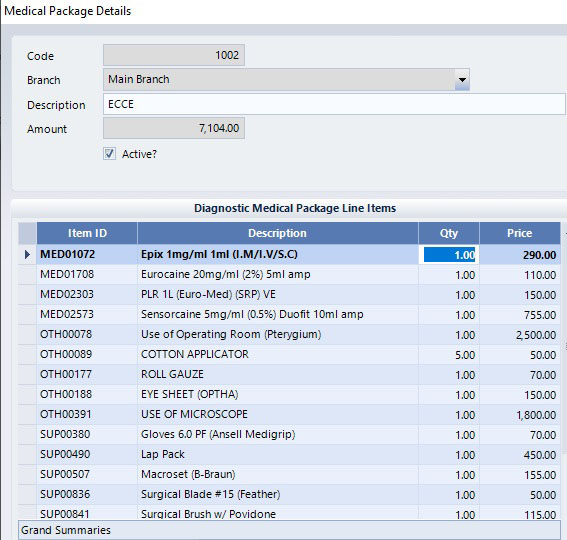 Medical Package Details
Code 1002
Branch Main Branch
Description ECCE
Amount 7,104.00
Active?
Diagnostic Medical Package Line Items
Item ID Description Qty Price
MED01072 Epix 1mg/ml 1ml (I.M/I.V/S.C) 1.00 290.00
MED01708 Eurocaine 20mg/ml (2%) 5ml amp 1.00 110.00
MED02303 PLR 1L (Euro-Med) (SRP) VE 1.00 150.00
MED02573 Sensorcaine 5mg/ml (0.5%) Duofit 10ml amp 1.00 755.00
OTH00078 Use of Operating Room (Pterygium) 1.00 2,500.00
OTH00089 COTTON APPLICATOR 5.00 50.00
OTH00177 ROLL GAUZE 1.00 70.00
OTH00188 EYE SHEET (OPTHA) 1.00 150.00
OTH00391 USE OF MICROSCOPE 1.00 1,800.00
SUP00380 Gloves 6.0 PF (Ansell Medigrip) 1.00 70.00
SUP00490 Lap Pack 1.00 450.00
SUP00507 Macroset (B-Braun) 1.00 155.00
SUP00836 Surgical Blade #15 (Feather) 1.00 50.00
SUP00841 Surgical Brush w/ Povidone 1.00 115.00
Grand Summaries